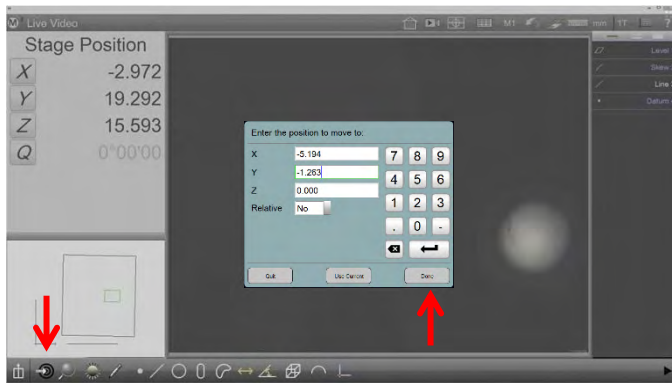 Live Video
M1
mm
1T
?
Stage Position
X -2.972
Y 19.292
Z 15.593
Q 0°00'00
Level
Skew
Line
Datum
Enter the position to move to:
X -5.194
Y -1.263
Z 0.000
Relative No
7 8 9
4 5 6
1 2 3
. 0 -
Quit
Use Current
Done